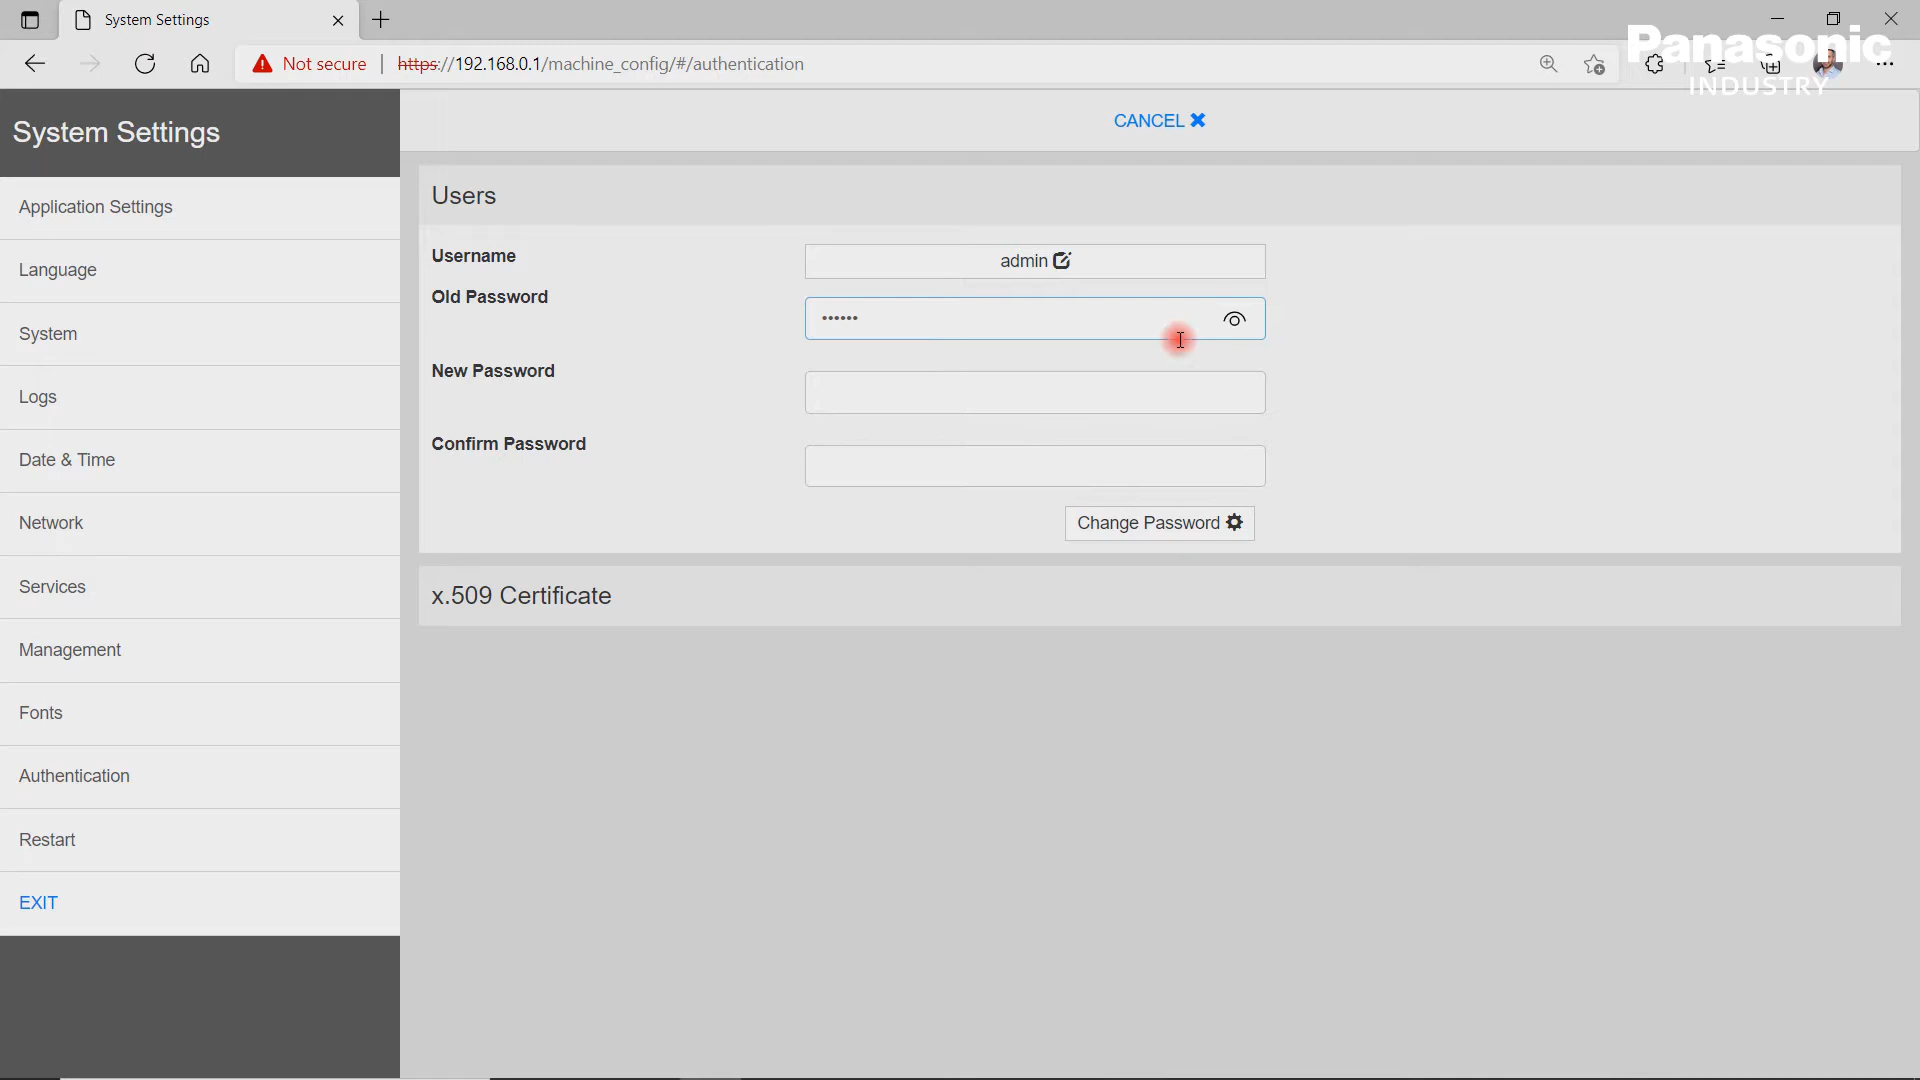 System Settings
Not secure
https://192.168.0.1/machine_config/#/authentication
Panasonic
INDUSTRY
System Settings
CANCEL
Application Settings
Language
System
Logs
Date & Time
Network
Services
Management
Fonts
Authentication
Restart
EXIT
Users
Username
admin
Old Password
••••••
New Password
Confirm Password
Change Password
x.509 Certificate